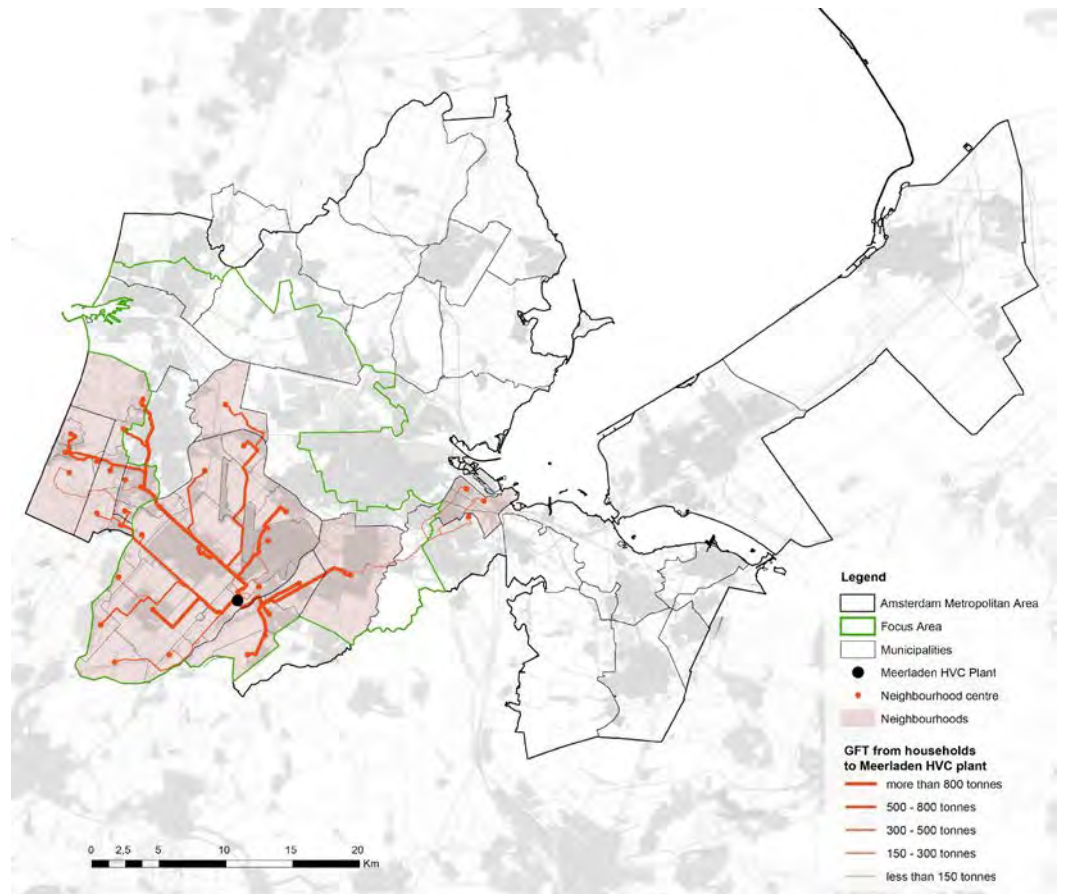 Legend
Amsterdam Metropolitan Area
Focus Area
Municipalities
Meerladen HVC Plant
Neighbourhood centre
Neighbourhoods
GFT from households
to Meerladen HVC plant
more than 800 tonnes
500 - 800 tonnes
300 - 500 tonnes
150 - 300 tonnes
less than 150 tonnes
0 2,5 5 10 15 20
Km